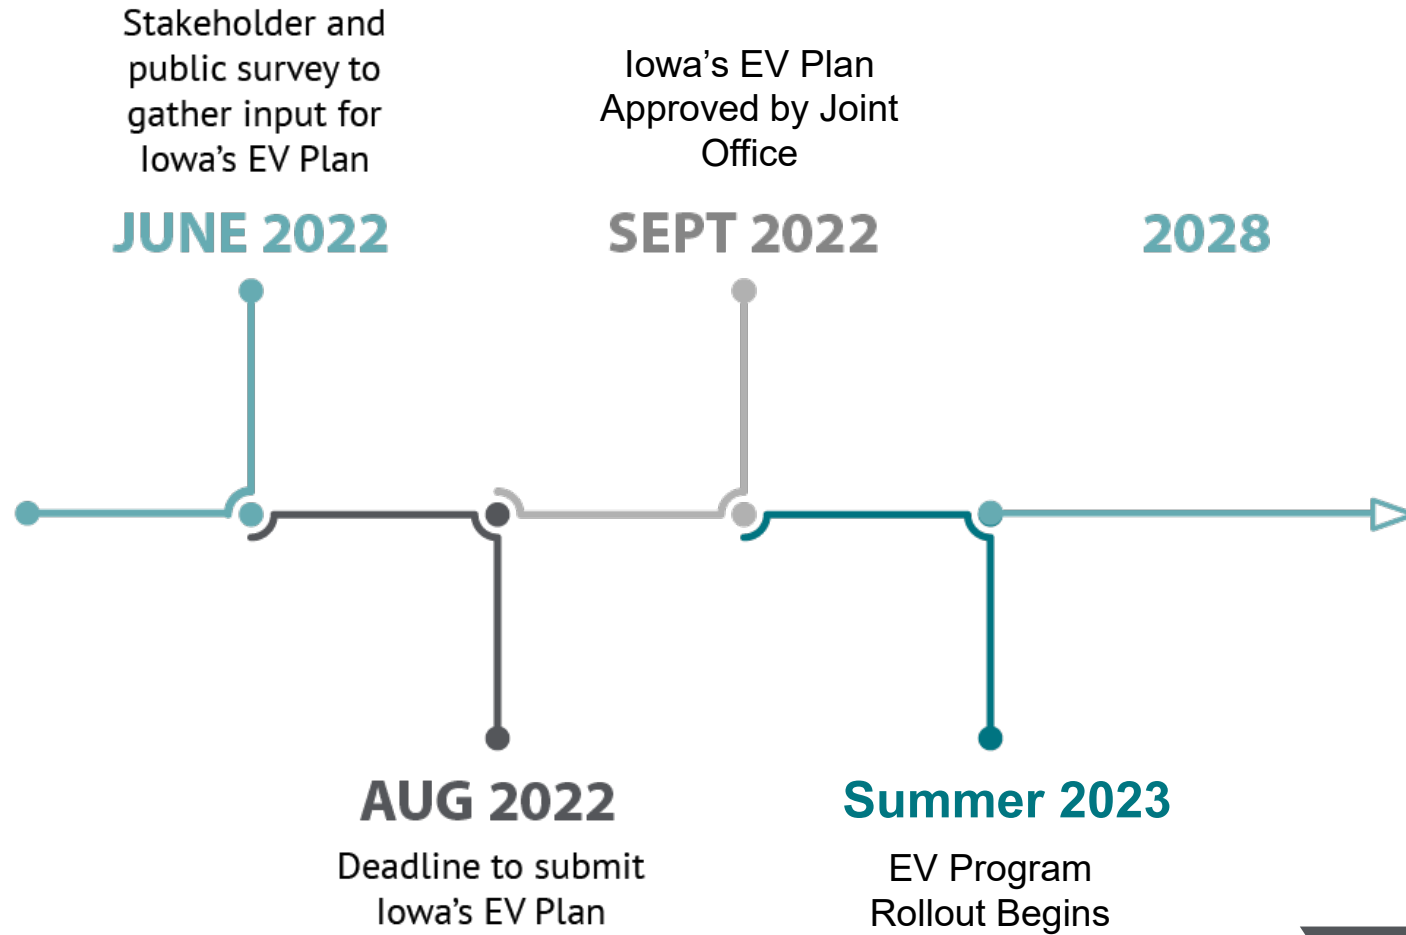 Stakeholder and
public survey to
gather input for
Iowa's EV Plan
JUNE 2022
Iowa’s EV Plan
Approved by Joint
Office
SEPT 2022
2028
AUG 2022
Deadline to submit
Iowa's EV Plan
Summer 2023
EV Program
Rollout Begins